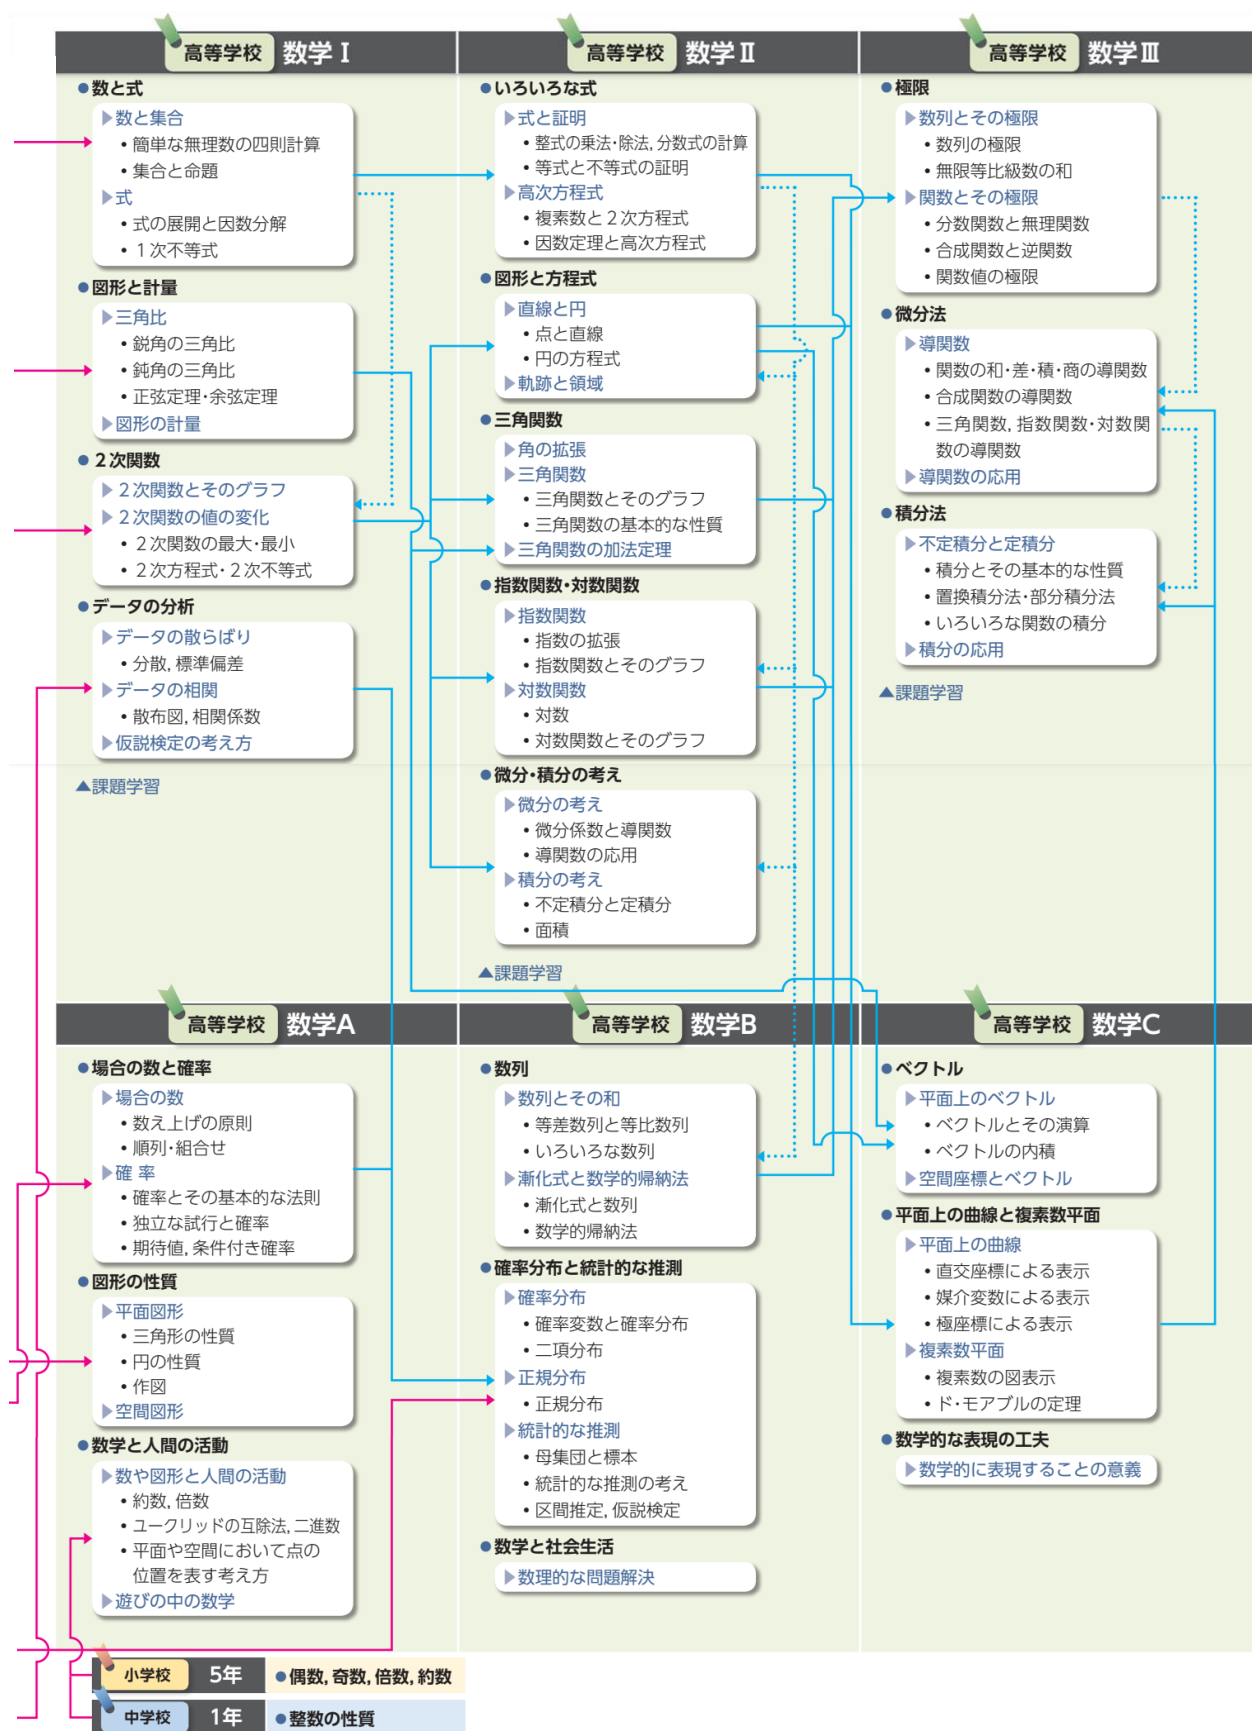 高等学校 数学Ⅰ
●数と式
▶数と集合
・簡単な無理数の四則計算
・集合と命題
▶式
・式の展開と因数分解
・1次不等式
●図形と計量
▶三角比
・鋭角の三角比
・鈍角の三角比
・正弦定理・余弦定理
▶図形の計量
●2次関数
▶2次関数とそのグラフ
▶2次関数の値の変化
・2次関数の最大・最小
・2次方程式・2次不等式
●データの分析
▶データの散らばり
・分散,標準偏差
▶データの相関
・散布図,相関係数
▶仮説検定の考え方
▲課題学習
高等学校 数学Ⅱ
●いろいろな式
▶式と証明
・整式の乗法・除法,分数式の計算
・等式と不等式の証明
▶高次方程式
・複素数と2次方程式
・因数定理と高次方程式
●図形と方程式
▶直線と円
・点と直線
・円の方程式
▶軌跡と領域
●三角関数
▶角の拡張
▶三角関数
・三角関数とそのグラフ
・三角関数の基本的な性質
▶三角関数の加法定理
●指数関数・対数関数
▶指数関数
・指数の拡張
・指数関数とそのグラフ
▶対数関数
・対数
・対数関数とそのグラフ
●微分・積分の考え
▶微分の考え
・微分係数と導関数
・導関数の応用
▶積分の考え
・不定積分と定積分
・面積
▲課題学習
高等学校 数学Ⅲ
●極限
▶数列とその極限
・数列の極限
・無限等比級数の和
▶関数とその極限
・分数関数と無理関数
・合成関数と逆関数
・関数値の極限
●微分法
▶導関数
・関数の和・差・積・商の導関数
・合成関数の導関数
・三角関数,指数関数・対数関
数の導関数
▶導関数の応用
●積分法
▶不定積分と定積分
・積分とその基本的な性質
・置換積分法・部分積分法
・いろいろな関数の積分
▶積分の応用
▲課題学習
高等学校 数学A
●場合の数と確率
▶場合の数
・数え上げの原則
・順列・組合せ
▶確率
・確率とその基本的な法則
・独立な試行と確率
・期待値,条件付き確率
●図形の性質
▶平面図形
・三角形の性質
・円の性質
・作図
▶空間図形
●数学と人間の活動
▶数や図形と人間の活動
・約数,倍数
・ユークリッドの互除法,二進数
・平面や空間において点の
位置を表す考え方
▶遊びの中の数学
高等学校 数学B
●数列
▶数列とその和
・等差数列と等比数列
・いろいろな数列
▶漸化式と数学的帰納法
・漸化式と数列
・数学的帰納法
●確率分布と統計的な推測
▶確率分布
・確率変数と確率分布
・二項分布
▶正規分布
・正規分布
▶統計的な推測
・母集団と標本
・統計的な推測の考え
・区間推定,仮説検定
●数学と社会生活
▶数理的な問題解決
高等学校 数学C
●ベクトル
▶平面上のベクトル
・ベクトルとその演算
・ベクトルの内積
▶空間座標とベクトル
●平面上の曲線と複素数平面
▶平面上の曲線
・直交座標による表示
・媒介変数による表示
・極座標による表示
▶複素数平面
・複素数の図表示
・ド・モアブルの定理
●数学的な表現の工夫
▶数学的に表現することの意義
小学校 5年 ●偶数,奇数,倍数,約数
中学校 1年 ●整数の性質